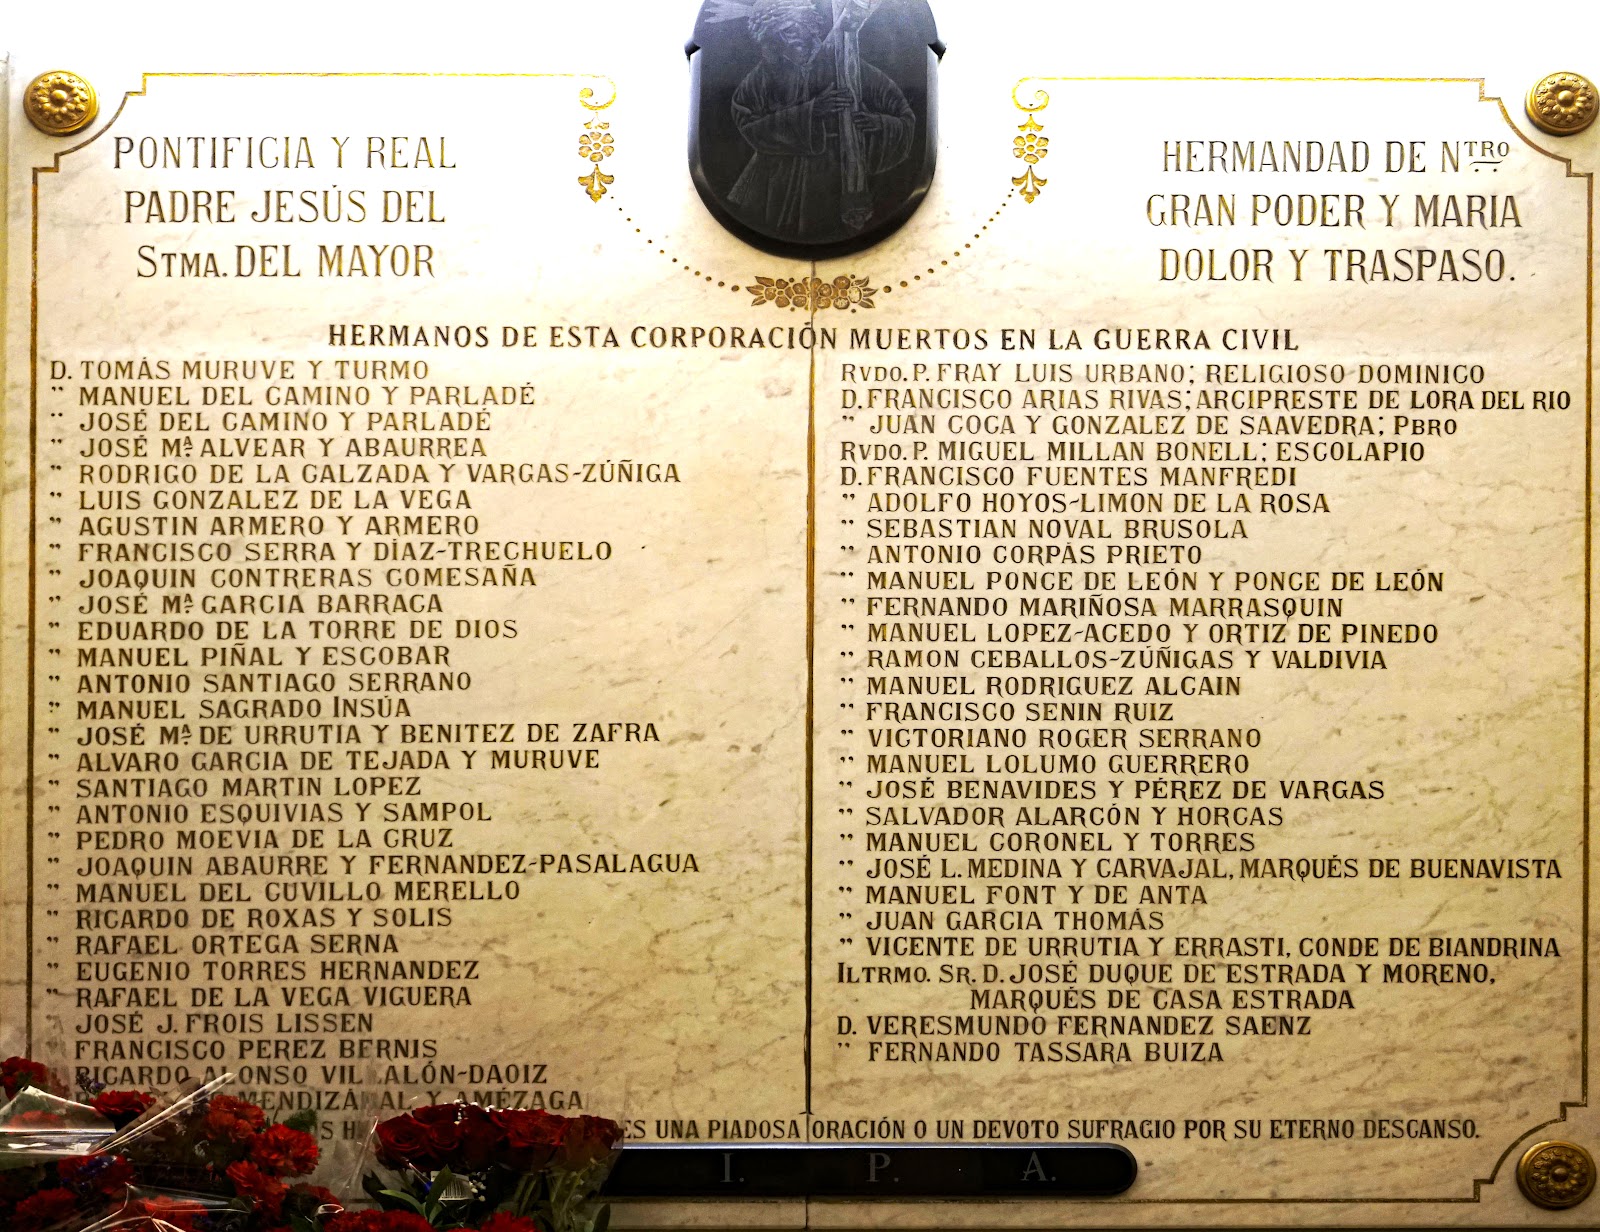 PONTIFICIA Y REAL
PADRE JESÚS DEL
STMA. DEL MAYOR
HERMANDAD DE NTRO
GRAN PODER Y MARIA
DOLOR Y TRASPASO.
HERMANOS DE ESTA CORPORACIÓN MUERTOS EN LA GUERRA CIVIL
D. TOMÁS MURUVE Y TURMO
" MANUEL DEL CAMINO Y PARLADÉ
" JOSÉ DEL CAMINO Y PARLADÉ
" JOSÉ Mª ALVEAR Y ABAURREA
" RODRIGO DE LA CALZADA Y VARGAS-ZÚÑIGA
" LUIS GONZALEZ DE LA VEGA
" AGUSTIN ARMERO Y ARMERO
" FRANCISCO SERRA Y DÍAZ-TRECHUELO
" JOAQUIN CONTRERAS COMESAÑA
" JOSÉ Mª GARCIA BARRACA
" EDUARDO DE LA TORRE DE DIOS
" MANUEL PIÑAL Y ESCOBAR
" ANTONIO SANTIAGO SERRANO
" MANUEL SAGRADO INSÚA
" JOSÉ Mª DE URRUTIA Y BENITEZ DE ZAFRA
" ALVARO GARCIA DE TEJADA Y MURUVE
" SANTIAGO MARTIN LOPEZ
" ANTONIO ESQUIVIAS Y SAMPOL
" PEDRO MOEVIA DE LA CRUZ
" JOAQUIN ABAURRE Y FERNANDEZ-PASALAGUA
" MANUEL DEL CUVILLO MERELLO
" RICARDO DE ROXAS Y SOLIS
" RAFAEL ORTEGA SERNA
" EUGENIO TORRES HERNANDEZ
" RAFAEL DE LA VEGA VIGUERA
" JOSÉ J. FROIS LISSEN
" FRANCISCO PEREZ BERNIS
RICARDO ALONSO VILLALÓN-DAOIZ
MENDIZÁBAL Y AMÉZAGA
RVDO. P. FRAY LUIS URBANO; RELIGIOSO DOMINICO
D. FRANCISCO ARIAS RIVAS; ARCIPRESTE DE LORA DEL RIO
" JUAN COCA Y GONZALEZ DE SAAVEDRA; PBRO
RVDO. P. MIGUEL MILLAN BONELL; ESCOLAPIO
D. FRANCISCO FUENTES MANFREDI
" ADOLFO HOYOS-LIMON DE LA ROSA
" SEBASTIAN NOVAL BRUSOLA
" ANTONIO CORPÁS PRIETO
" MANUEL PONCE DE LEÓN Y PONCE DE LEÓN
" FERNANDO MARIÑOSA MARRASQUIN
" MANUEL LOPEZ-ACEDO Y ORTIZ DE PINEDO
" RAMON CEBALLOS-ZÚÑIGAS Y VALDIVIA
" MANUEL RODRIGUEZ ALCAIN
" FRANCISCO SENIN RUIZ
" VICTORIANO ROGER SERRANO
" MANUEL LOLUMO GUERRERO
" JOSÉ BENAVIDES Y PÉREZ DE VARGAS
" SALVADOR ALARCÓN Y HORCAS
" MANUEL CORONEL Y TORRES
" JOSÉ L. MEDINA Y CARVAJAL, MARQUÉS DE BUENAVISTA
" MANUEL FONT Y DE ANTA
" JUAN GARCIA THOMÁS
" VICENTE DE URRUTIA Y ERRASTI, CONDE DE BIANDRINA
ILTRMO. SR. D. JOSÉ DUQUE DE ESTRADA Y MORENO,
MARQUÉS DE CASA ESTRADA
D. VERESMUNDO FERNANDEZ SAENZ
" FERNANDO TASSARA BUIZA
ES UNA PIADOSA ORACIÓN O UN DEVOTO SUFRAGIO POR SU ETERNO DESCANSO.
I. P. A.